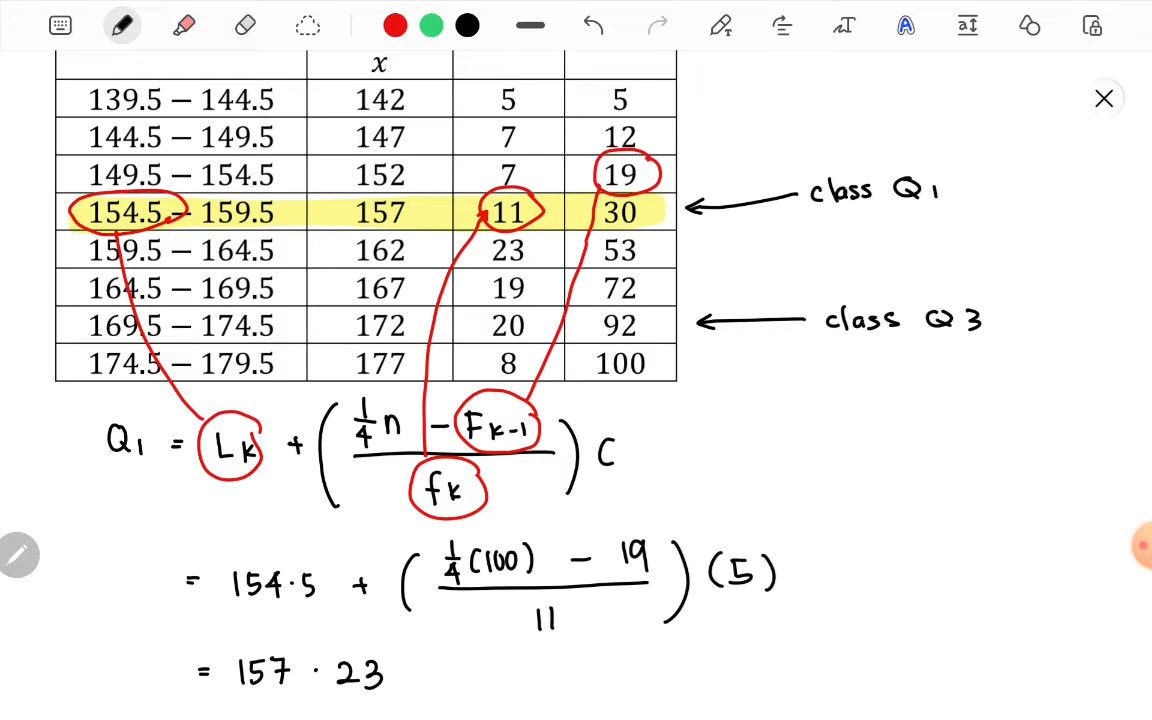 x
139.5 − 144.5 142 5 5
144.5 − 149.5 147 7 12
149.5 − 154.5 152 7 19
154.5 − 159.5 157 11 30
class Q1
159.5 − 164.5 162 23 53
164.5 − 169.5 167 19 72
169.5 − 174.5 172 20 92
class Q3
174.5 − 179.5 177 8 100
Q1 = Lk + ( (1/4 n − Fk-1) / fk ) C
= 154.5 + ( (1/4 (100) − 19) / 11 ) (5)
= 157.23